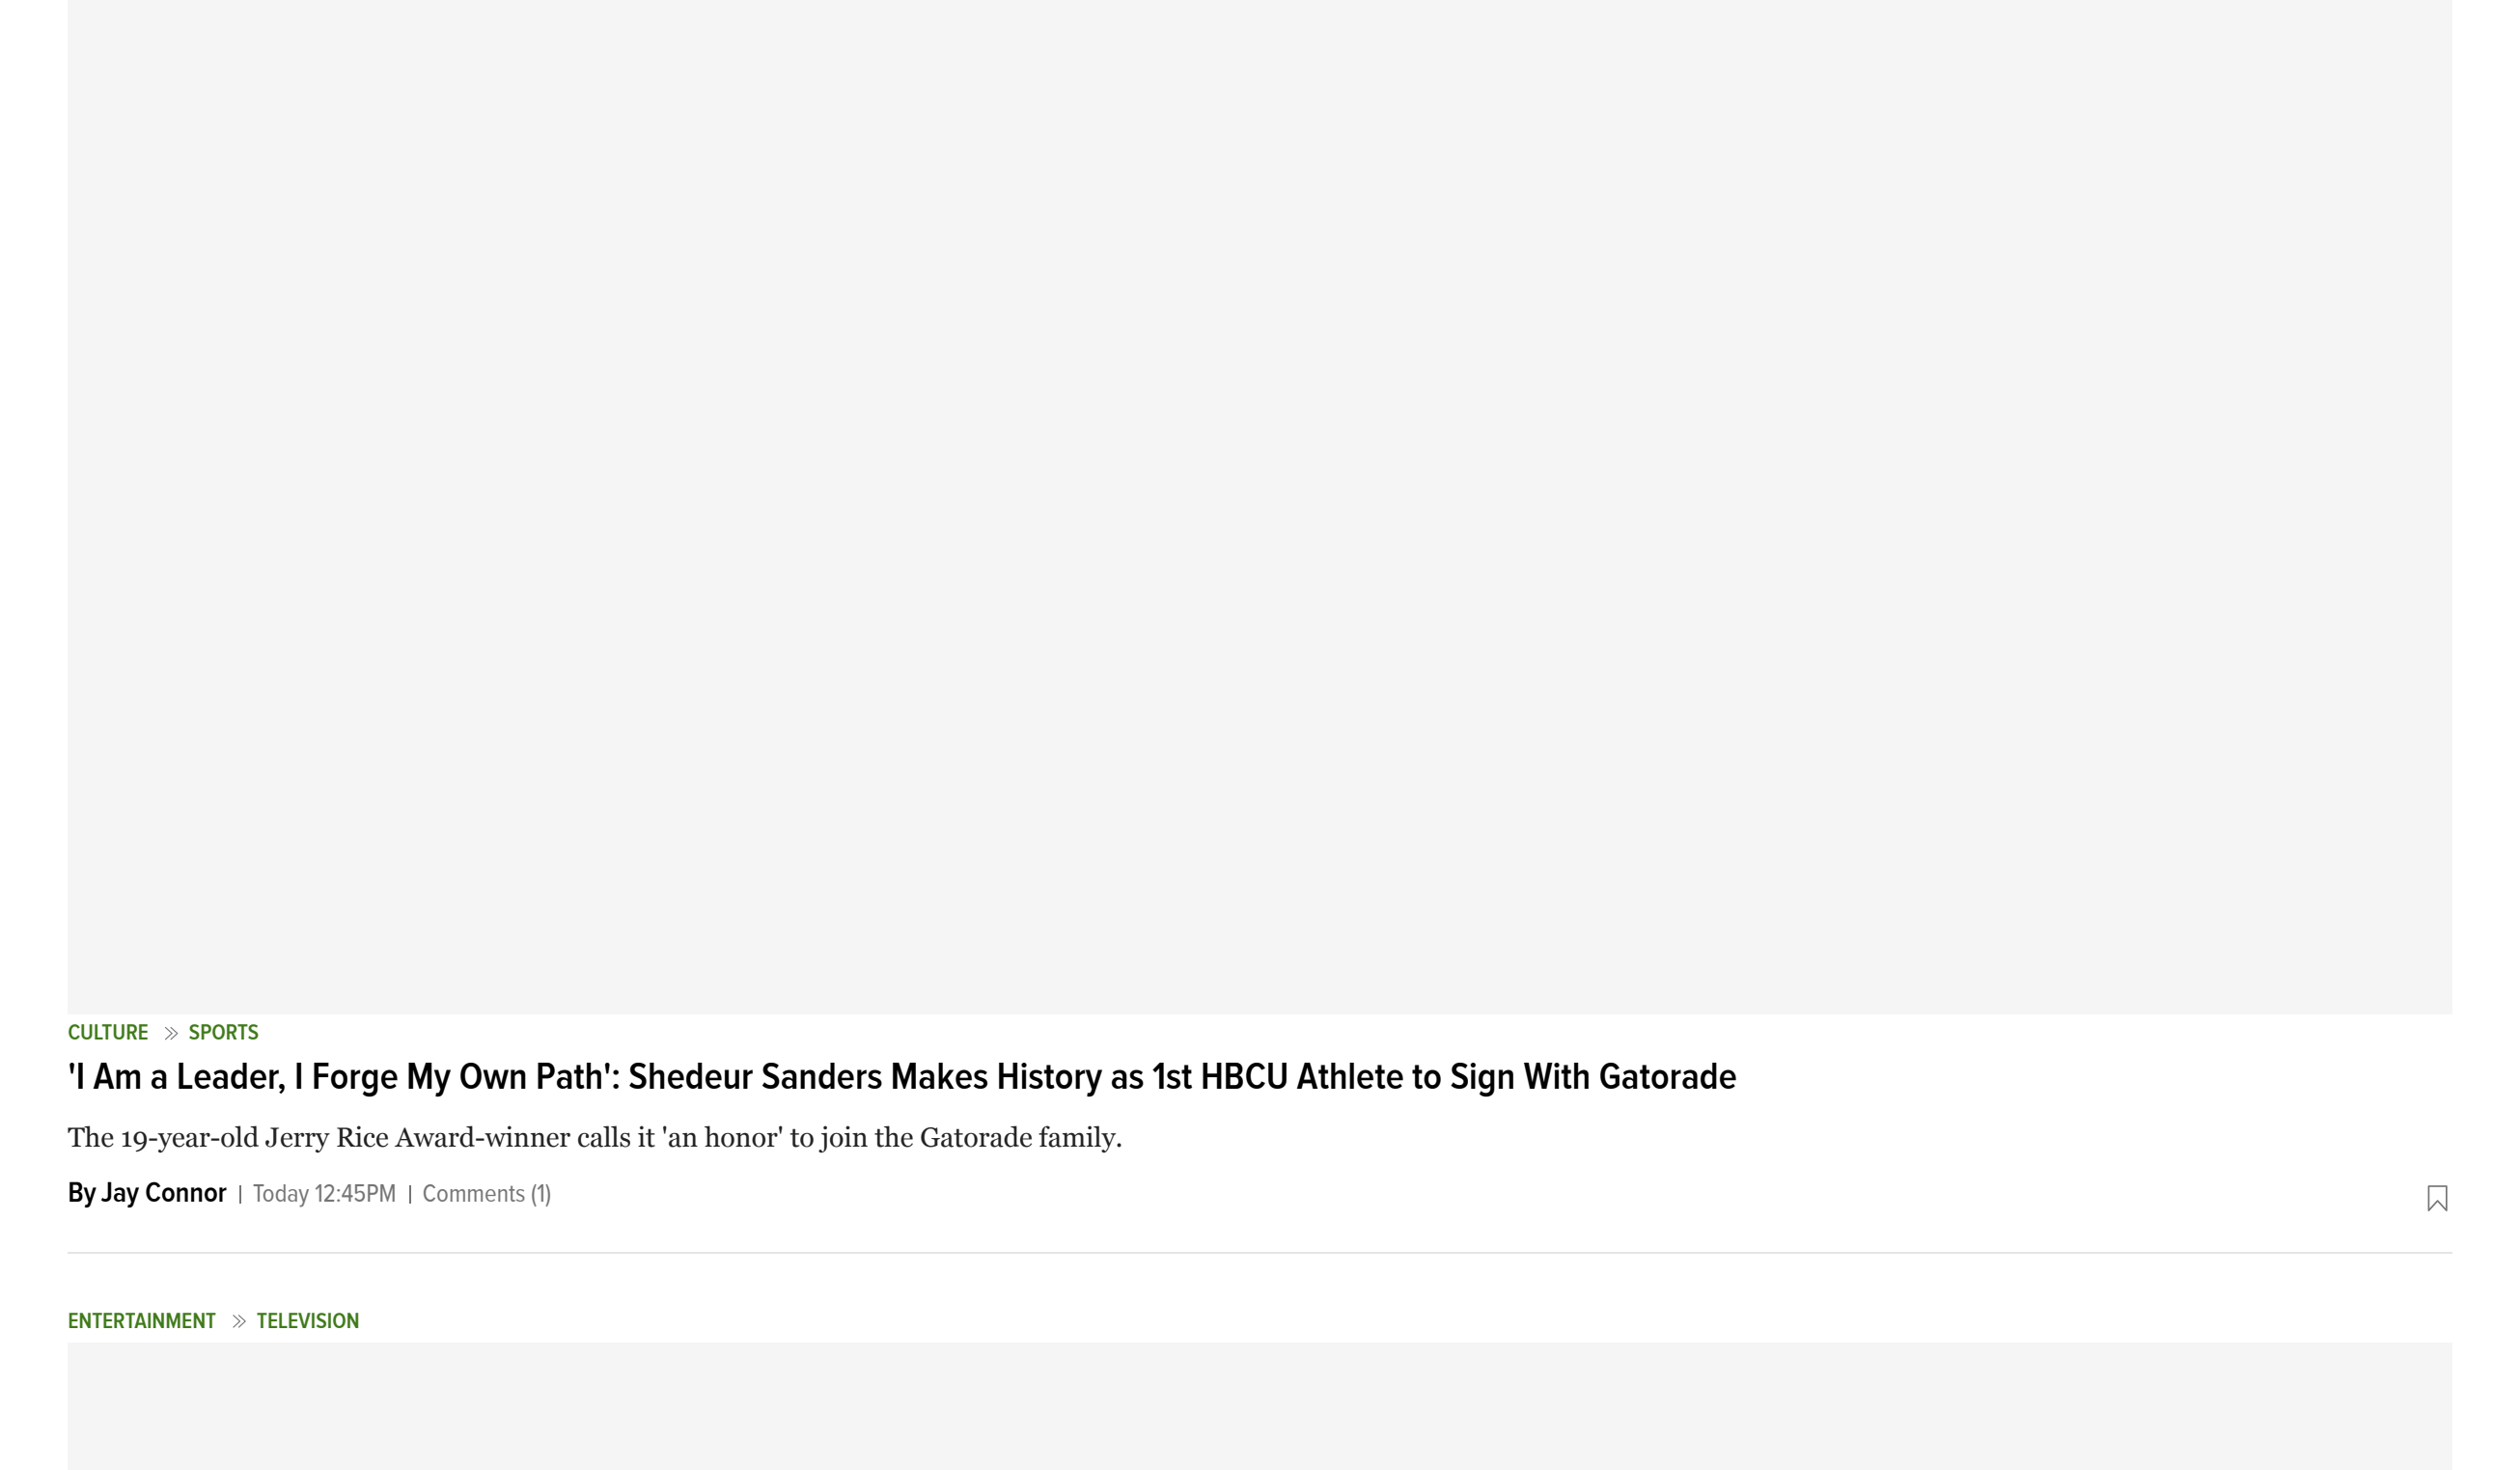 CULTURE » SPORTS
'I Am a Leader, I Forge My Own Path': Shedeur Sanders Makes History as 1st HBCU Athlete to Sign With Gatorade
The 19-year-old Jerry Rice Award-winner calls it 'an honor' to join the Gatorade family.
By Jay Connor | Today 12:45PM | Comments (1)
ENTERTAINMENT » TELEVISION